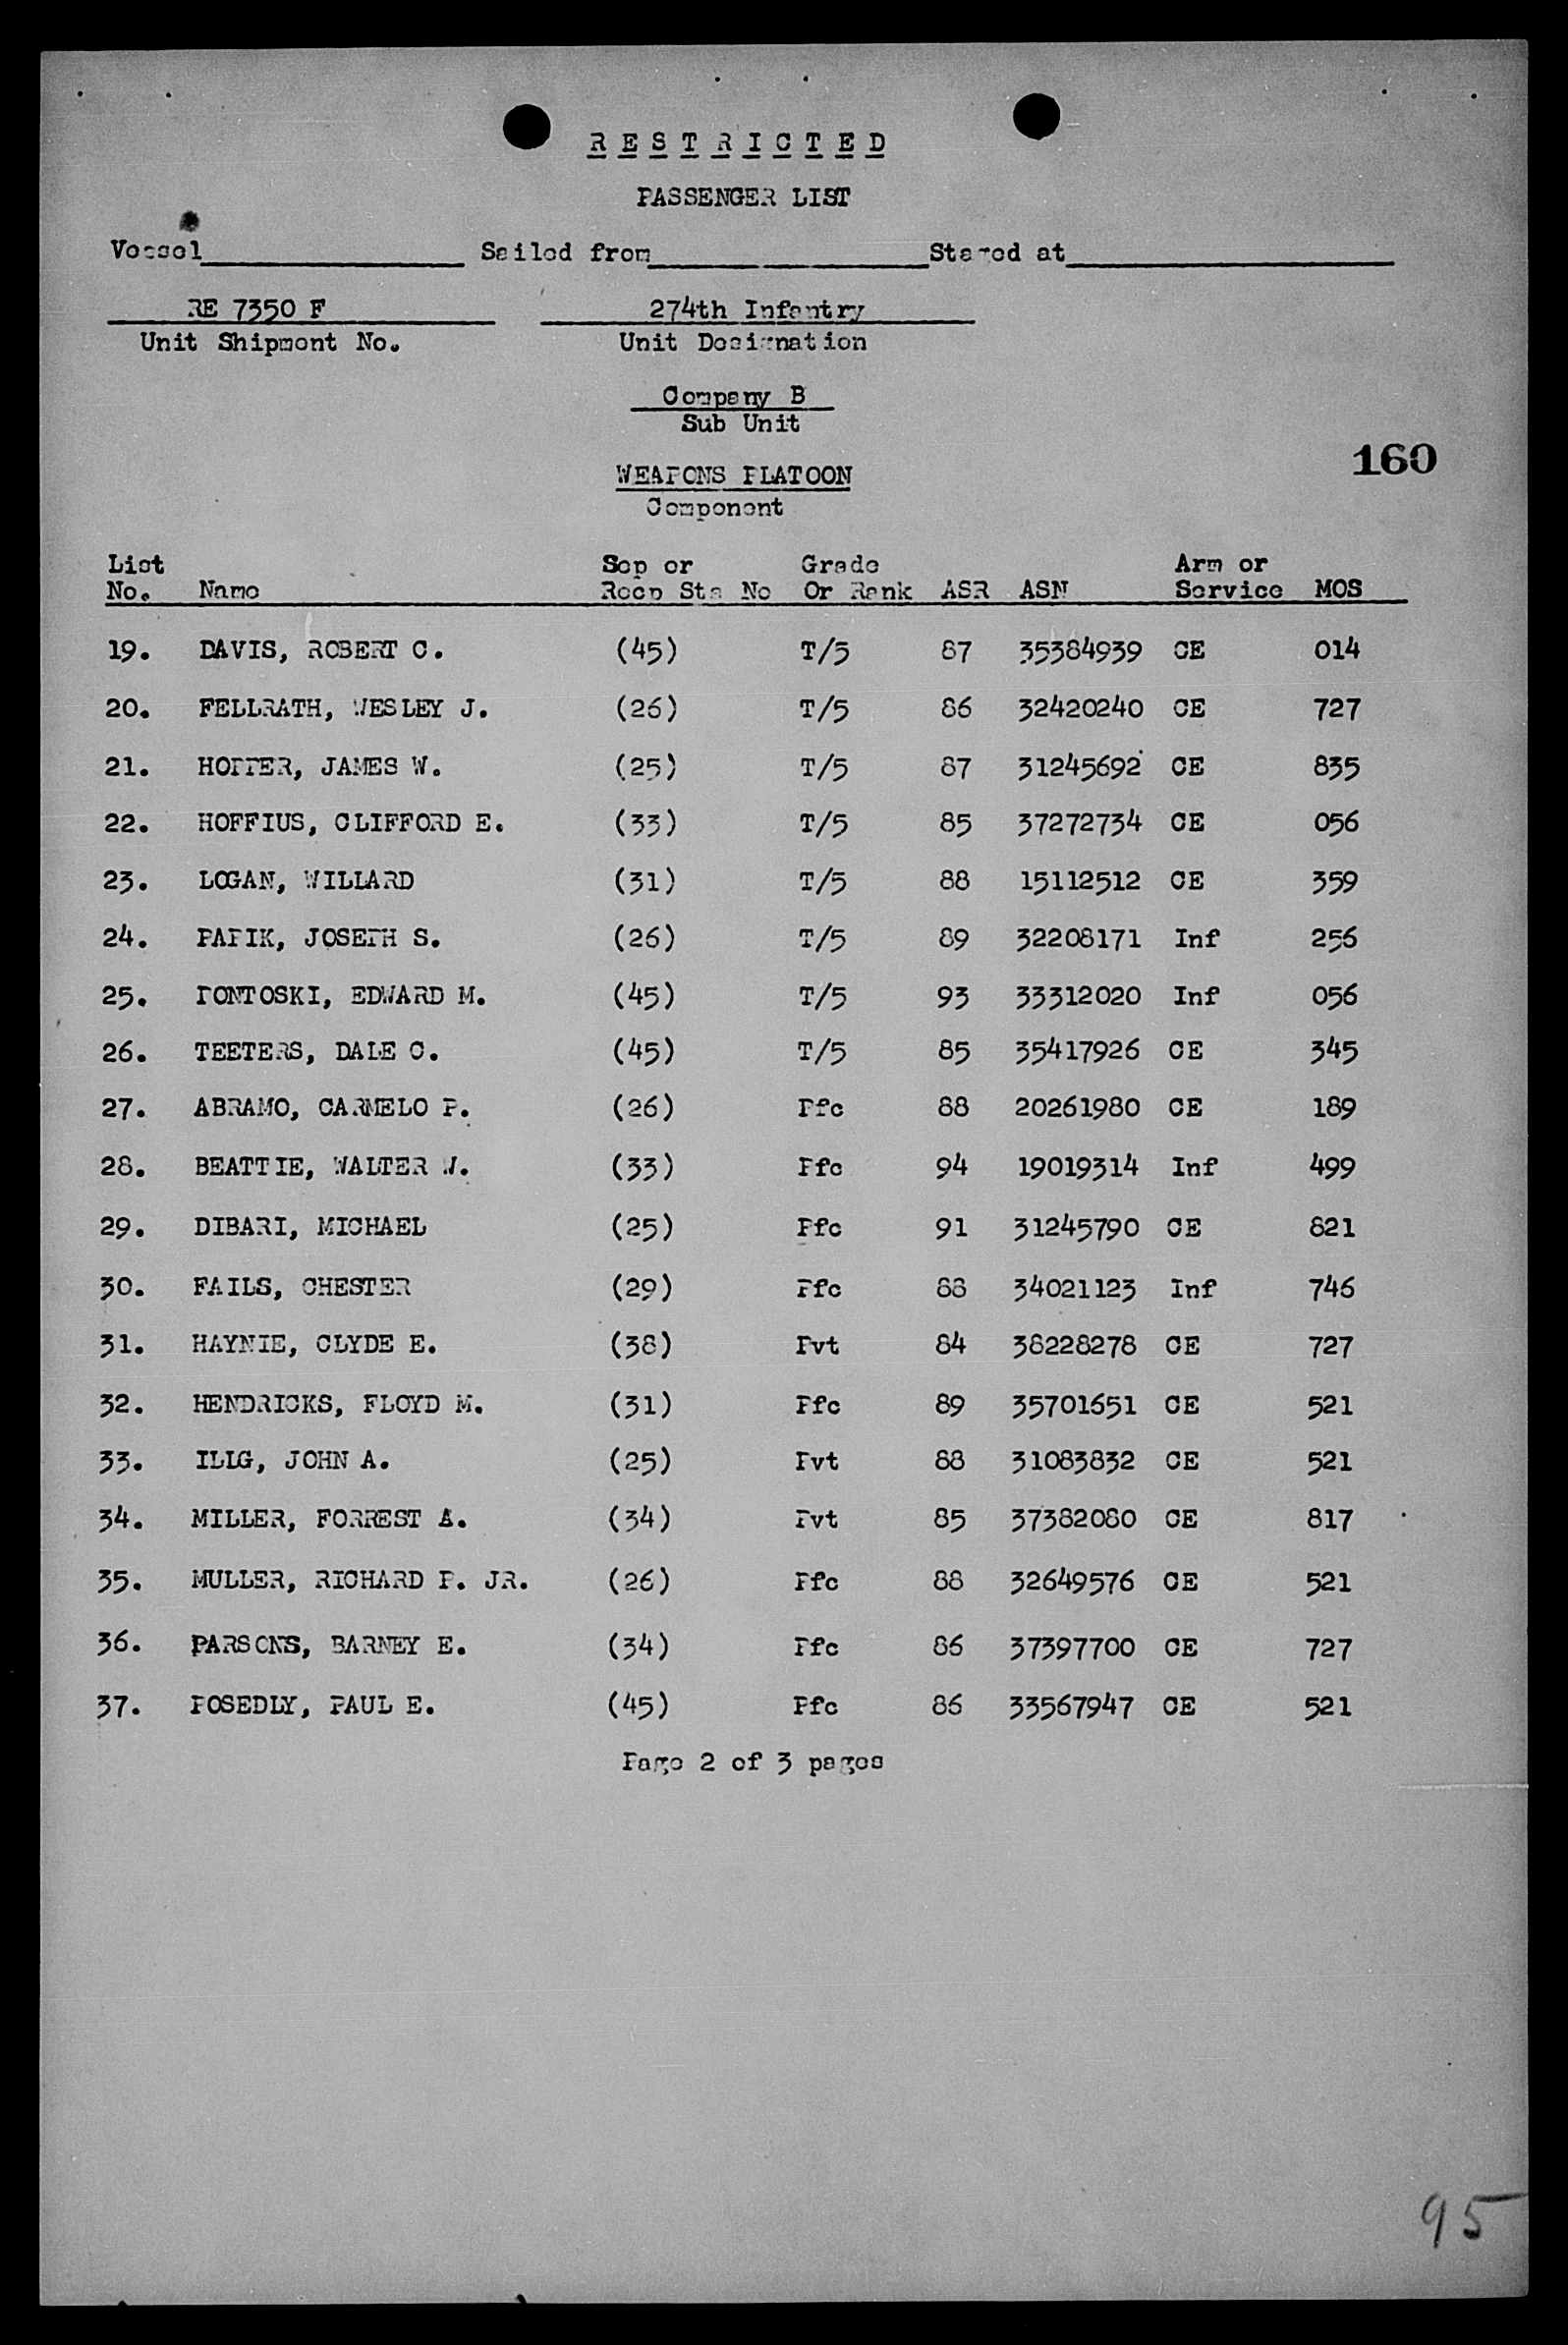 R E S T R I C T E D
PASSENGER LIST
Vessel Sailed from Staged at
RE 7350 F 274th Infantry
Unit Shipment No. Unit Designation
Company B
Sub Unit
160
WEAPONS PLATOON
Component
List Sep or Grade Arm or
No. Name Recp Sta No Or Rank ASR ASN Service MOS
19. DAVIS, ROBERT C. (45) T/5 87 35384939 CE 014
20. FELLRATH, WESLEY J. (26) T/5 86 32420240 CE 727
21. JAMES W. (25) T/5 87 31245692 CE 835
22. HOFFIUS, CLIFFORD E. (33) T/5 85 37272734 CE 056
23. LOGAN, WILLARD (31) T/5 88 15112512 CE 359
24. PAPIK, JOSEPH S. (26) T/5 89 32208171 Inf 256
25. PONTOSKI, EDWARD M. (45) T/5 93 33312020 Inf 056
26. TEETERS, DALE C. (45) T/5 85 35417926 CE 345
27. ABRAMO, CARMELO P. (26) Pfc 88 20261980 CE 189
28. BEATTIE, WALTER W. (33) Pfc 94 19019314 Inf 499
29. DIBARI, MICHAEL (25) Pfc 91 31245790 CE 821
30. FAILS, CHESTER (29) Pfc 88 34021123 Inf 746
31. HAYNIE, CLYDE E. (38) Pvt 84 38228278 CE 727
32. HENDRICKS, FLOYD M. (31) Pfc 89 35701651 CE 521
33. ILLG, JOHN A. (25) Pvt 88 31083832 CE 521
34. MILLER, FORREST A. (34) Pvt 85 37382080 CE 817
35. MULLER, RICHARD P. JR. (26) Pfc 88 32649576 CE 521
36. PARSONS, BARNEY E. (34) Pfc 86 37397700 CE 727
37. POSEDLY, PAUL E. (45) Pfc 86 33567947 CE 521
Page 2 of 3 pages
95